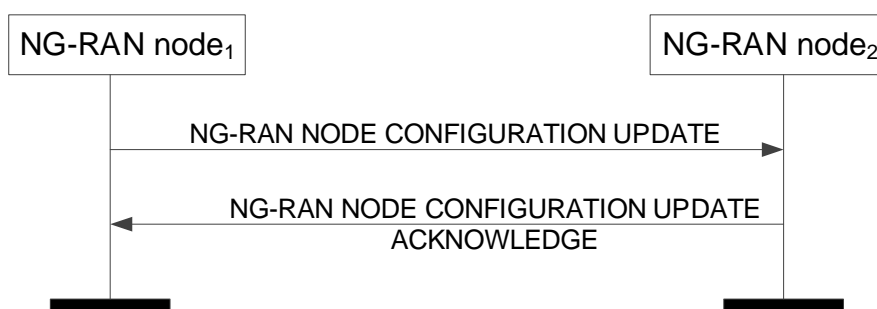 NG-RAN node₁
NG-RAN node₂
NG-RAN NODE CONFIGURATION UPDATE
NG-RAN NODE CONFIGURATION UPDATE
ACKNOWLEDGE